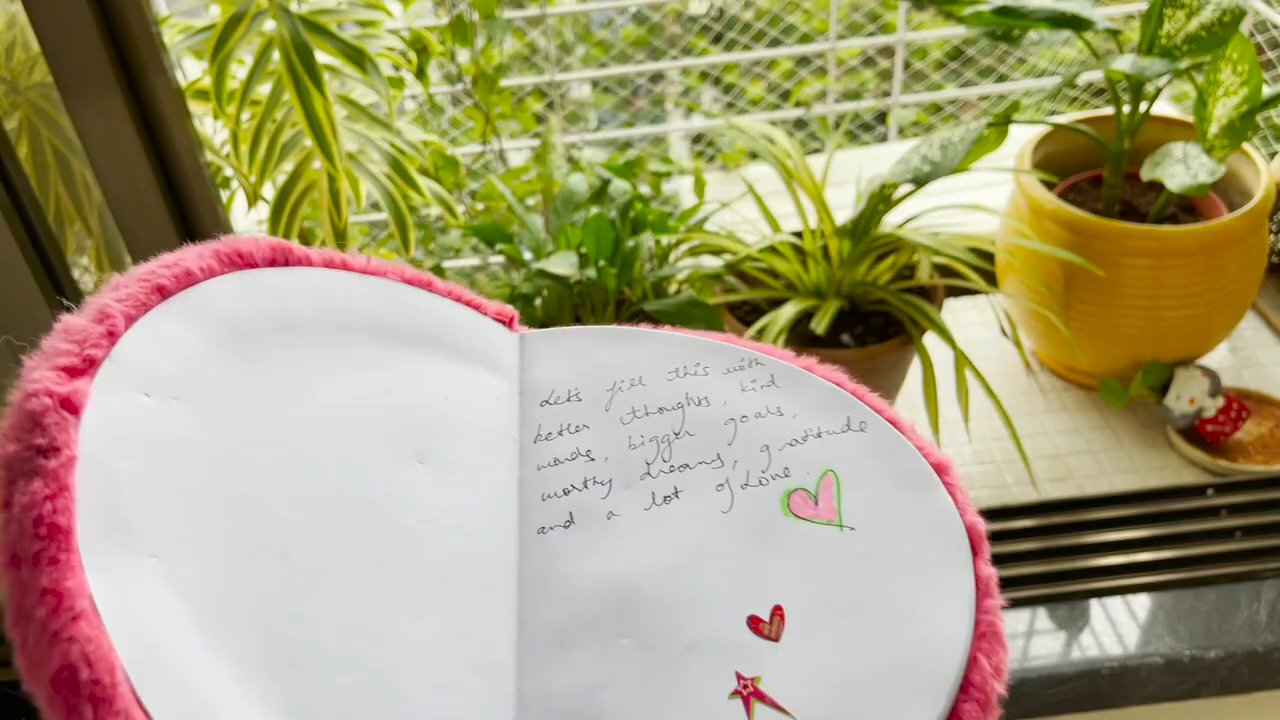 Let's fill this with
better thoughts, kind
words, bigger goals,
worthy dreams, gratitude
and a lot of Love.